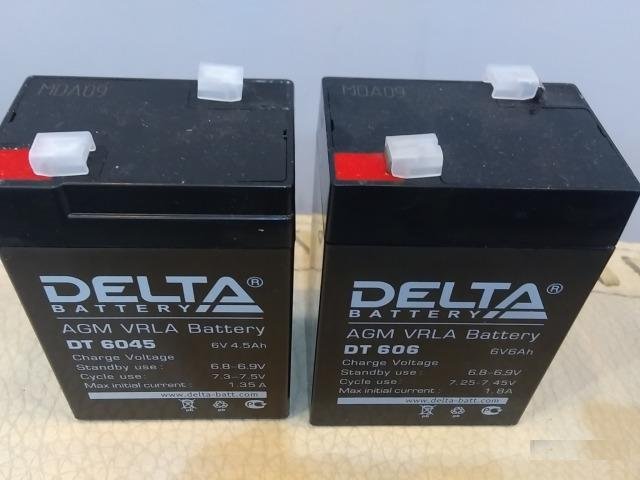 MDA09
DELTA®
BATTERY
AGM VRLA Battery
DT 6045 6V 4.5Ah
Charge Voltage
Standby use: 6.8-6.9V
Cycle use: 7.3-7.5V
Max initial current: 1.35 A
www.delta-batt.com
MDA09
DELTA®
BATTERY
AGM VRLA Battery
DT 606 6V6Ah
Charge Voltage
Standby use: 6.8-6.9V
Cycle use: 7.25-7.45V
Max initial current: 1.8A
www.delta-batt.com